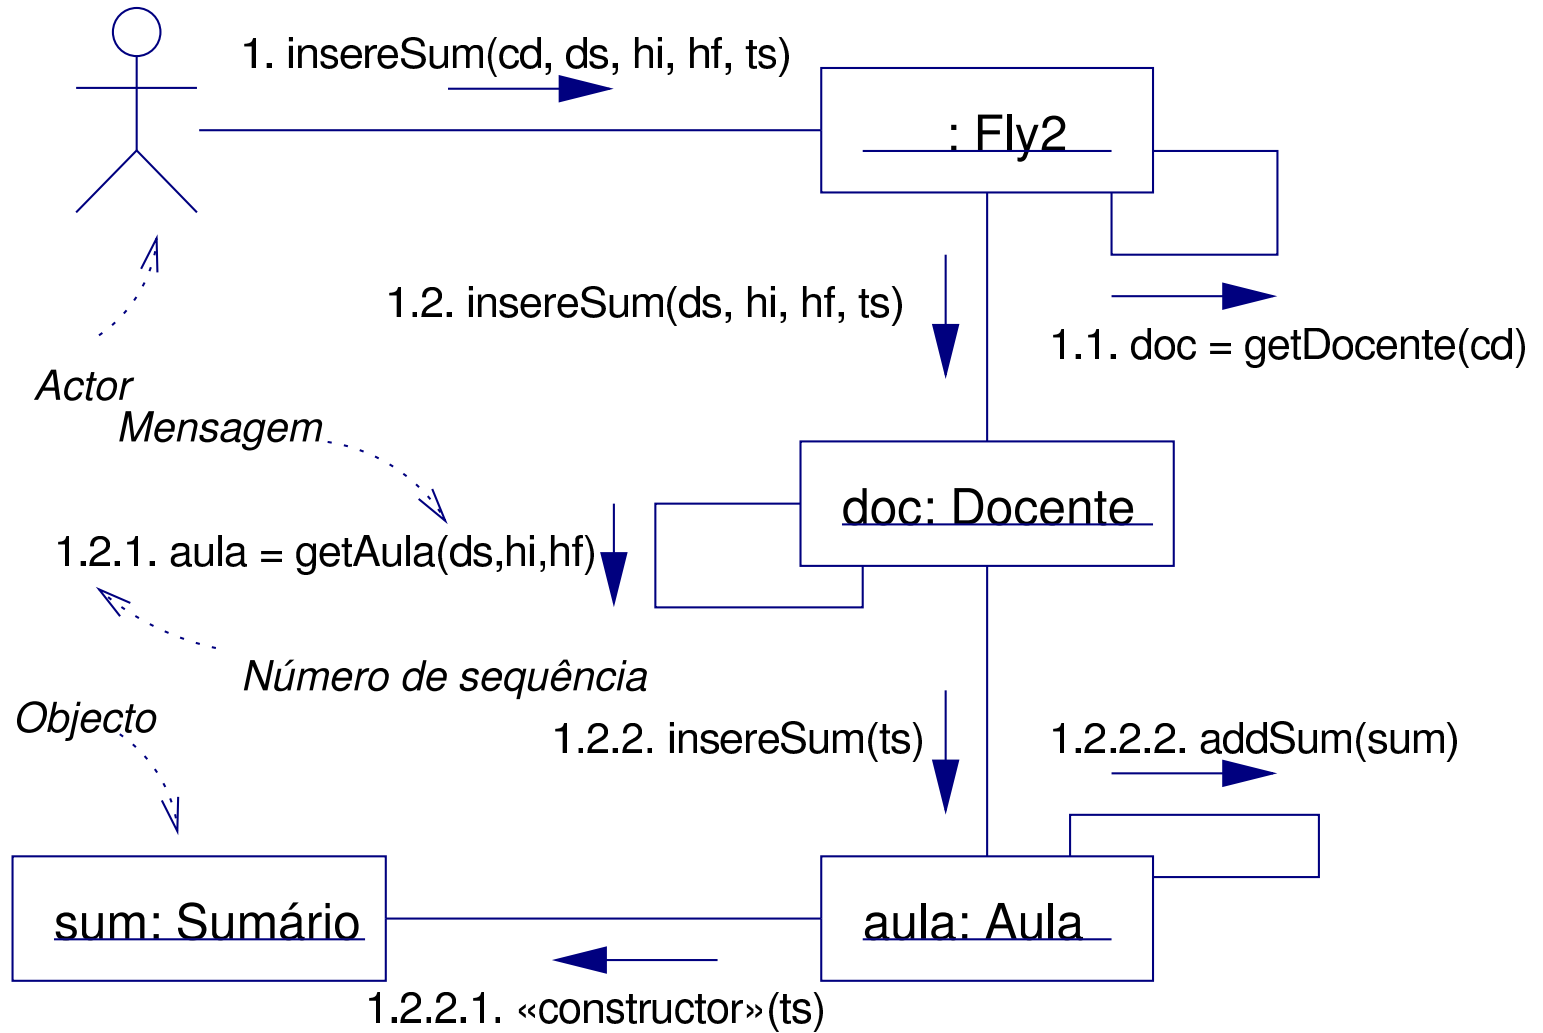 1. insereSum(cd, ds, hi, hf, ts)
: Fly2
1.2. insereSum(ds, hi, hf, ts)
1.1. doc = getDocente(cd)
Actor
Mensagem
doc: Docente
1.2.1. aula = getAula(ds,hi,hf)
Número de sequência
Objecto
1.2.2. insereSum(ts)
1.2.2.2. addSum(sum)
sum: Sumário
aula: Aula
1.2.2.1. «constructor»(ts)